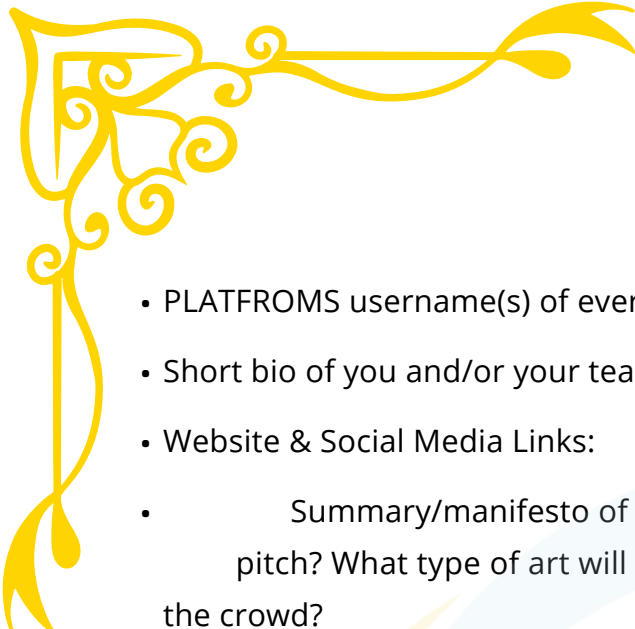 • PLATFROMS username(s) of ever
• Short bio of you and/or your tea
• Website & Social Media Links:
• Summary/manifesto of
pitch? What type of art will
the crowd?